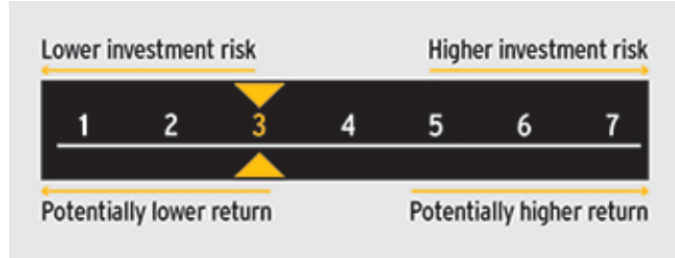 Lower investment risk Higher investment risk
1 2 3 4 5 6 7
Potentially lower return Potentially higher return